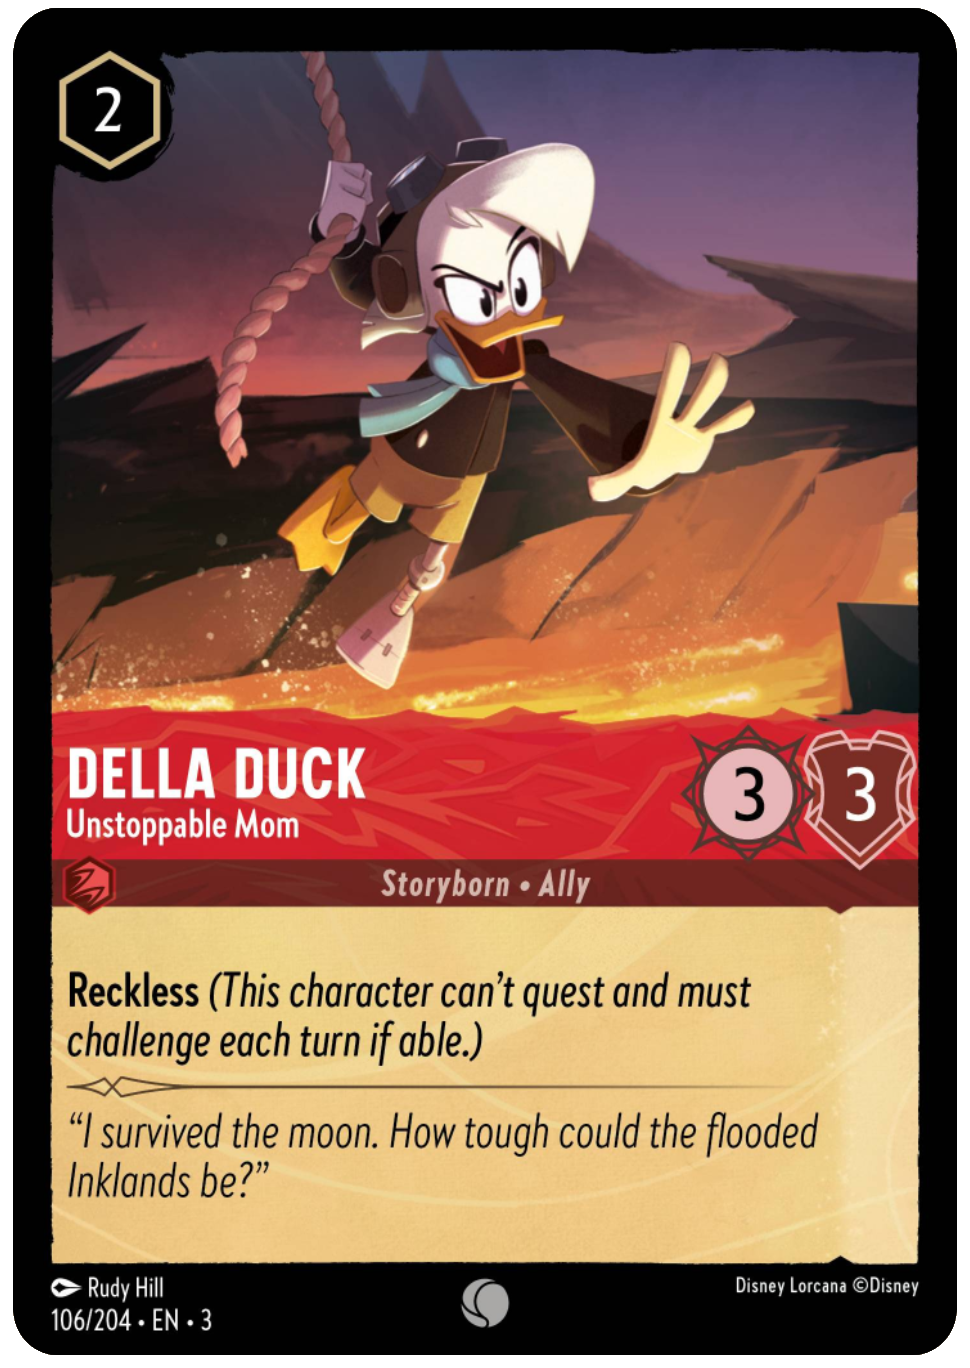 2
DELLA DUCK
Unstoppable Mom
3
3
Storyborn • Ally
Reckless (This character can't quest and must
challenge each turn if able.)
“I survived the moon. How tough could the flooded
Inklands be?”
Rudy Hill
Disney Lorcana ©Disney
106/204 • EN • 3